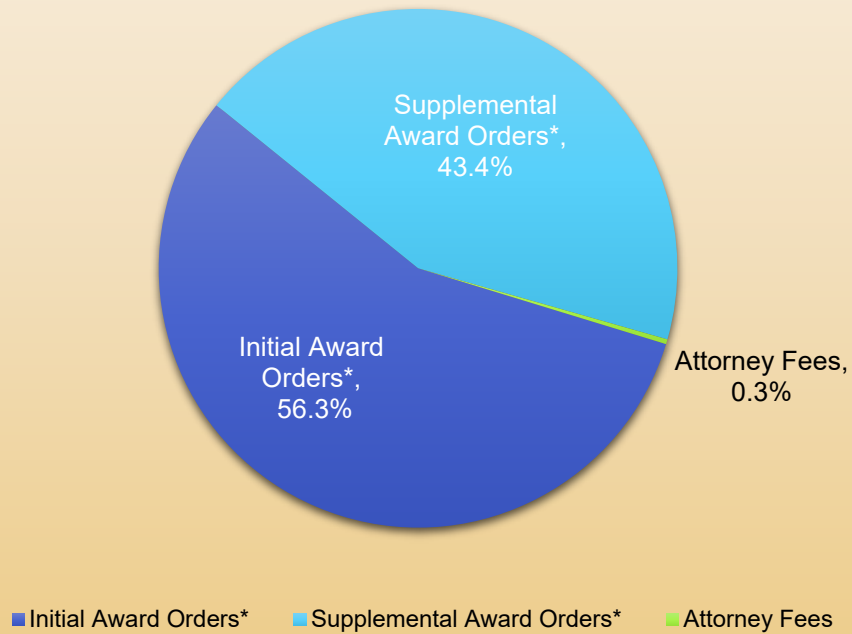 Supplemental
Award Orders*,
43.4%
Initial Award
Orders*,
56.3%
Attorney Fees,
0.3%
Initial Award Orders*
Supplemental Award Orders*
Attorney Fees